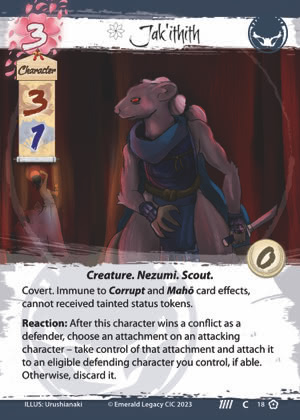 3
Jak'ithith
Character
3
1
0
Creature. Nezumi. Scout.
Covert. Immune to Corrupt and Mahō card effects,
cannot received tainted status tokens.
Reaction: After this character wins a conflict as a
defender, choose an attachment on an attacking
character – take control of that attachment and attach it
to an eligible defending character you control, if able.
Otherwise, discard it.
ILLUS: Urushianaki
© Emerald Legacy CIC 2023
C
18